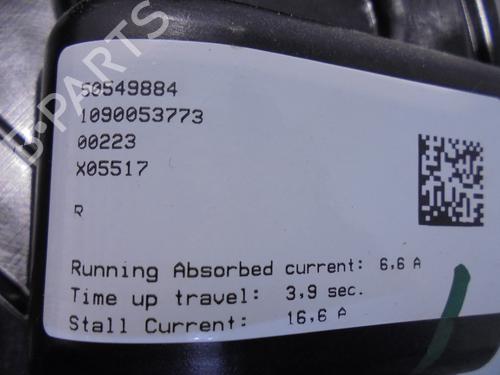 B-PARTS
50549884
1090053773
00223
X05517
R
Running Absorbed current: 6,6 A
Time up travel: 3,9 sec.
Stall Current: 16,6 A